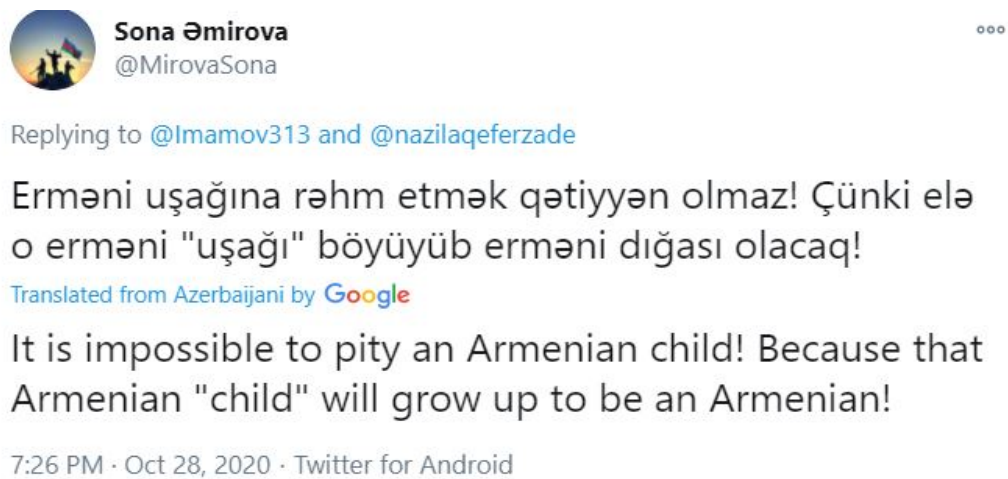 Sona Əmirova
@MirovaSona
Replying to @Imamov313 and @nazilaqeferzade
Erməni uşağına rəhm etmək qətiyyən olmaz! Çünki elə
o erməni "uşağı" böyüyüb erməni dığası olacaq!
Translated from Azerbaijani by Google
It is impossible to pity an Armenian child! Because that
Armenian "child" will grow up to be an Armenian!
7:26 PM · Oct 28, 2020 · Twitter for Android